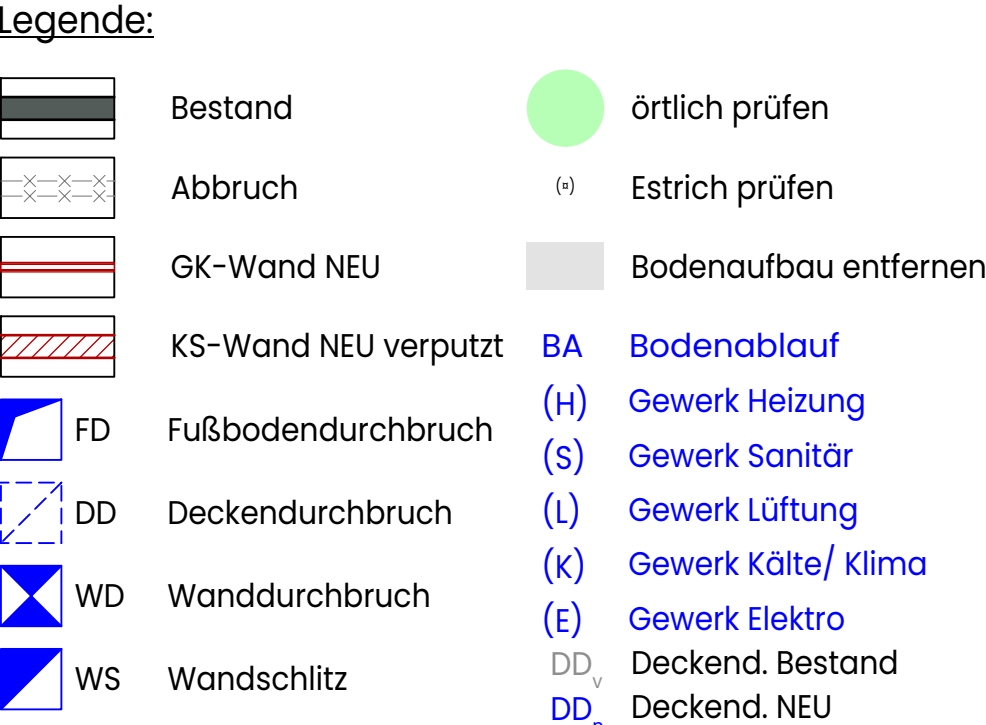 Legende:
Bestand
Abbruch
GK-Wand NEU
KS-Wand NEU verputzt
FD Fußbodendurchbruch
DD Deckendurchbruch
WD Wanddurchbruch
WS Wandschlitz
örtlich prüfen
(¤) Estrich prüfen
Bodenaufbau entfernen
BA Bodenablauf
(H) Gewerk Heizung
(S) Gewerk Sanitär
(L) Gewerk Lüftung
(K) Gewerk Kälte/ Klima
(E) Gewerk Elektro
DDv Deckend. Bestand
DDn Deckend. NEU